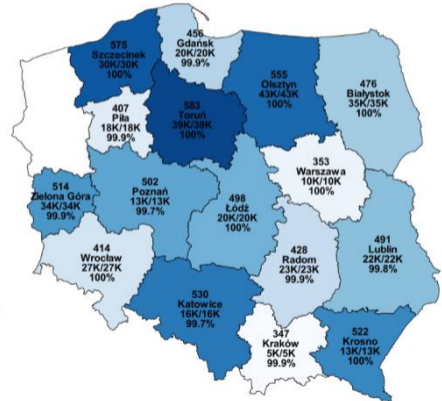 456
Gdańsk
20K/20K
99.9%
575
Szczecinek
30K/30K
100%
555
Olsztyn
43K/43K
100%
476
Białystok
35K/35K
100%
583
Toruń
39K/39K
100%
407
Piła
18K/18K
99.9%
353
Warszawa
10K/10K
100%
514
Zielona Góra
34K/34K
99.9%
502
Poznań
13K/13K
99.7%
498
Łódź
20K/20K
100%
491
Lublin
22K/22K
99.8%
414
Wrocław
27K/27K
100%
428
Radom
23K/23K
99.9%
530
Katowice
16K/16K
99.7%
347
Kraków
5K/5K
99.9%
522
Krosno
13K/13K
100%